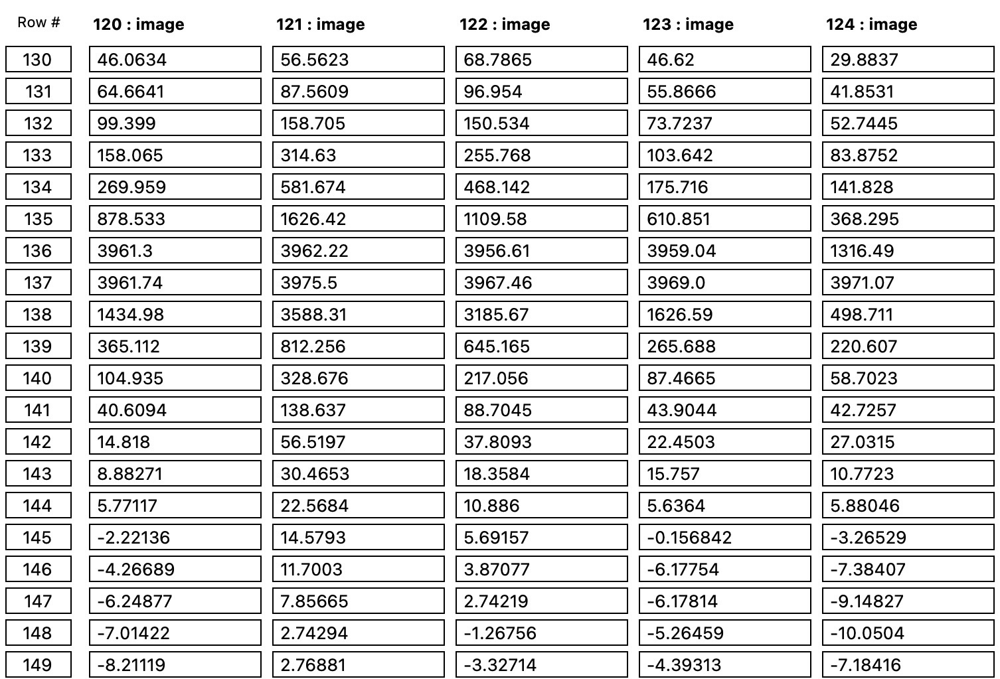 Row # 120 : image 121 : image 122 : image 123 : image 124 : image
130 46.0634 56.5623 68.7865 46.62 29.8837
131 64.6641 87.5609 96.954 55.8666 41.8531
132 99.399 158.705 150.534 73.7237 52.7445
133 158.065 314.63 255.768 103.642 83.8752
134 269.959 581.674 468.142 175.716 141.828
135 878.533 1626.42 1109.58 610.851 368.295
136 3961.3 3962.22 3956.61 3959.04 1316.49
137 3961.74 3975.5 3967.46 3969.0 3971.07
138 1434.98 3588.31 3185.67 1626.59 498.711
139 365.112 812.256 645.165 265.688 220.607
140 104.935 328.676 217.056 87.4665 58.7023
141 40.6094 138.637 88.7045 43.9044 42.7257
142 14.818 56.5197 37.8093 22.4503 27.0315
143 8.88271 30.4653 18.3584 15.757 10.7723
144 5.77117 22.5684 10.886 5.6364 5.88046
145 -2.22136 14.5793 5.69157 -0.156842 -3.26529
146 -4.26689 11.7003 3.87077 -6.17754 -7.38407
147 -6.24877 7.85665 2.74219 -6.17814 -9.14827
148 -7.01422 2.74294 -1.26756 -5.26459 -10.0504
149 -8.21119 2.76881 -3.32714 -4.39313 -7.18416